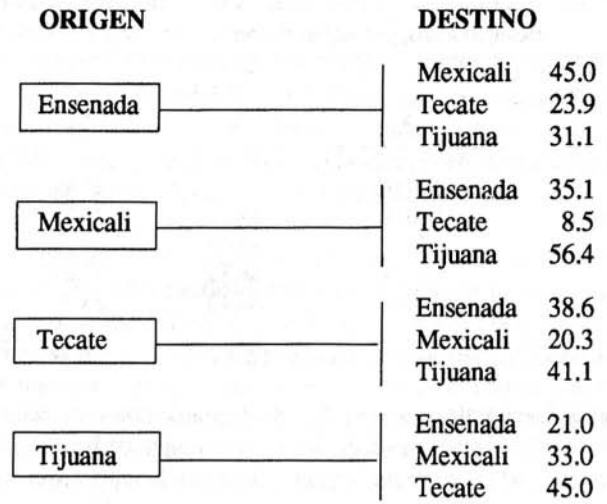 ORIGEN DESTINO
Mexicali 45.0
Ensenada Tecate 23.9
Tijuana 31.1
Ensenada 35.1
Mexicali Tecate 8.5
Tijuana 56.4
Ensenada 38.6
Tecate Mexicali 20.3
Tijuana 41.1
Ensenada 21.0
Tijuana Mexicali 33.0
Tecate 45.0